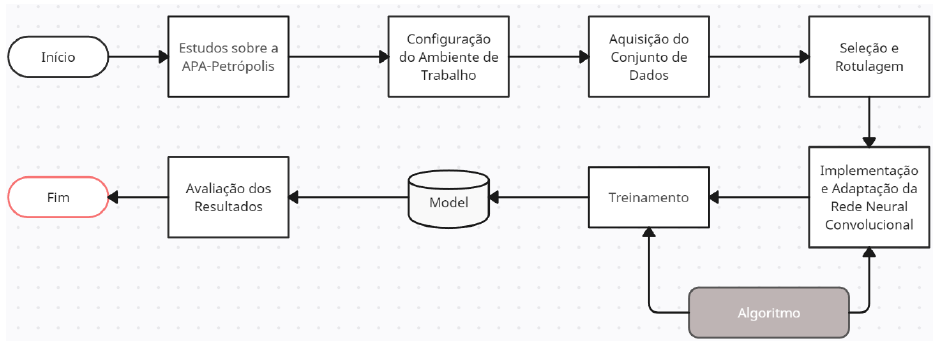 Início
Estudos sobre a
APA-Petrópolis
Configuração
do Ambiente de
Trabalho
Aquisição do
Conjunto de
Dados
Seleção e
Rotulagem
Implementação
e Adaptação da
Rede Neural
Convolucional
Treinamento
Model
Avaliação dos
Resultados
Fim
Algoritmo